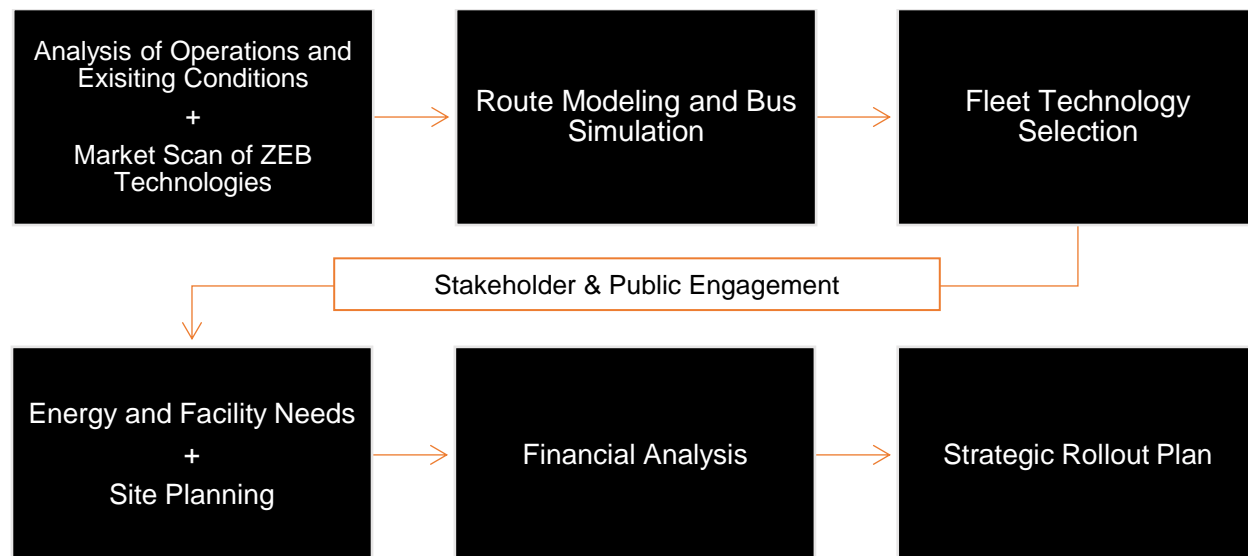 Analysis of Operations and
Exisiting Conditions
+
Market Scan of ZEB
Technologies
Route Modeling and Bus
Simulation
Fleet Technology
Selection
Stakeholder & Public Engagement
Energy and Facility Needs
+
Site Planning
Financial Analysis
Strategic Rollout Plan